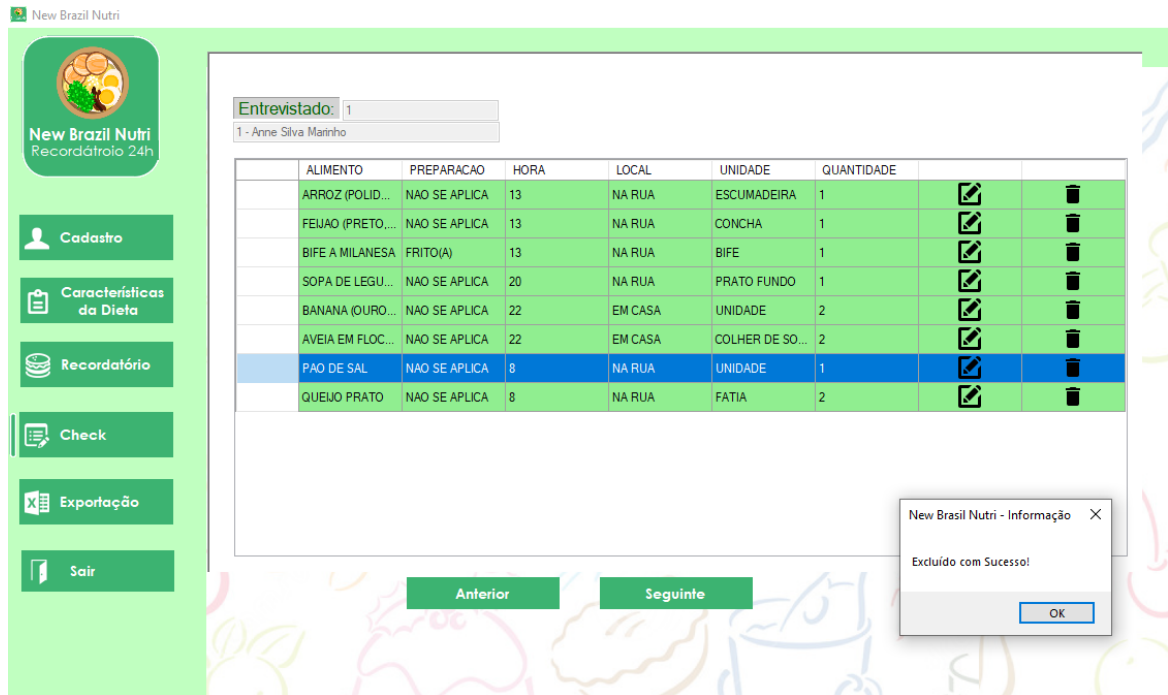 New Brazil Nutri
New Brazil Nutri
Recordátroio 24h
Cadastro
Características
da Dieta
Recordatório
Check
Exportação
Sair
Entrevistado: 1
1 - Anne Silva Marinho
ALIMENTO PREPARACAO HORA LOCAL UNIDADE QUANTIDADE
ARROZ (POLID... NAO SE APLICA 13 NA RUA ESCUMADEIRA 1
FEIJAO (PRETO,... NAO SE APLICA 13 NA RUA CONCHA 1
BIFE A MILANESA FRITO(A) 13 NA RUA BIFE 1
SOPA DE LEGU... NAO SE APLICA 20 NA RUA PRATO FUNDO 1
BANANA (OURO... NAO SE APLICA 22 EM CASA UNIDADE 2
AVEIA EM FLOC... NAO SE APLICA 22 EM CASA COLHER DE SO... 2
PAO DE SAL NAO SE APLICA 8 NA RUA UNIDADE 1
QUEIJO PRATO NAO SE APLICA 8 NA RUA FATIA 2
Anterior Seguinte
New Brasil Nutri - Informação
Excluído com Sucesso!
OK